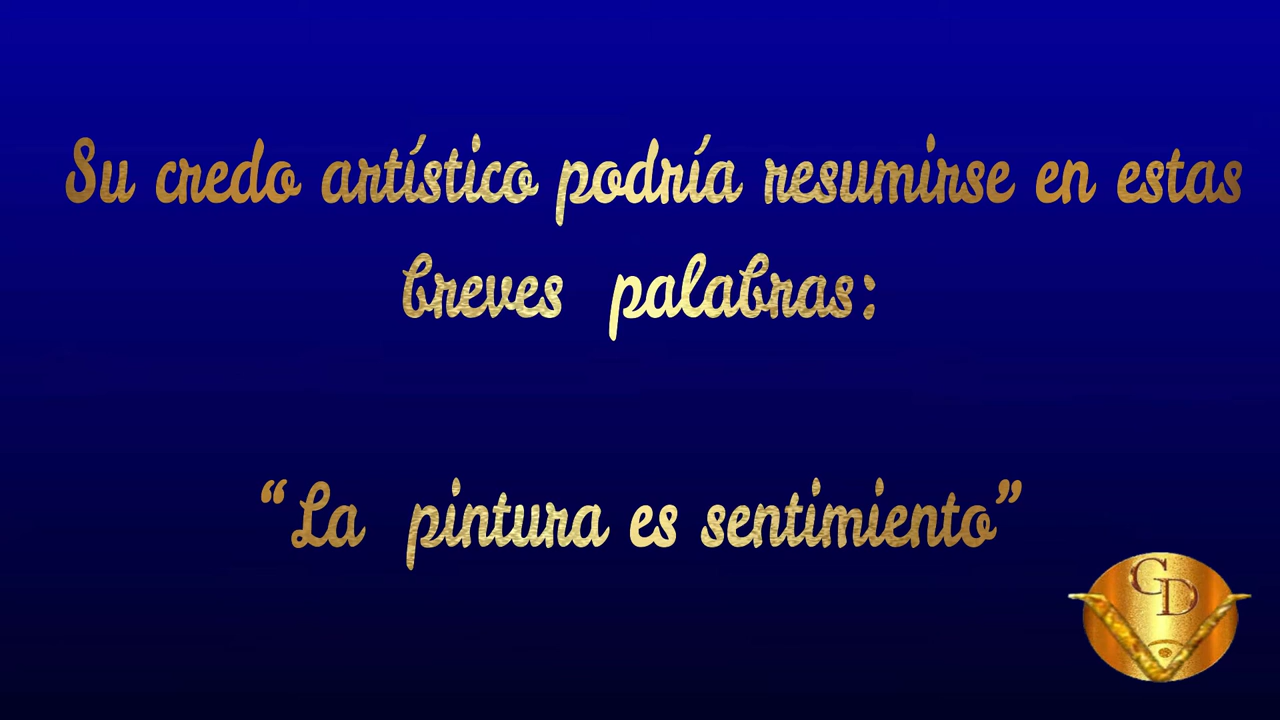 Su credo artístico podría resumirse en estas
breves palabras:
“La pintura es sentimiento”
GD